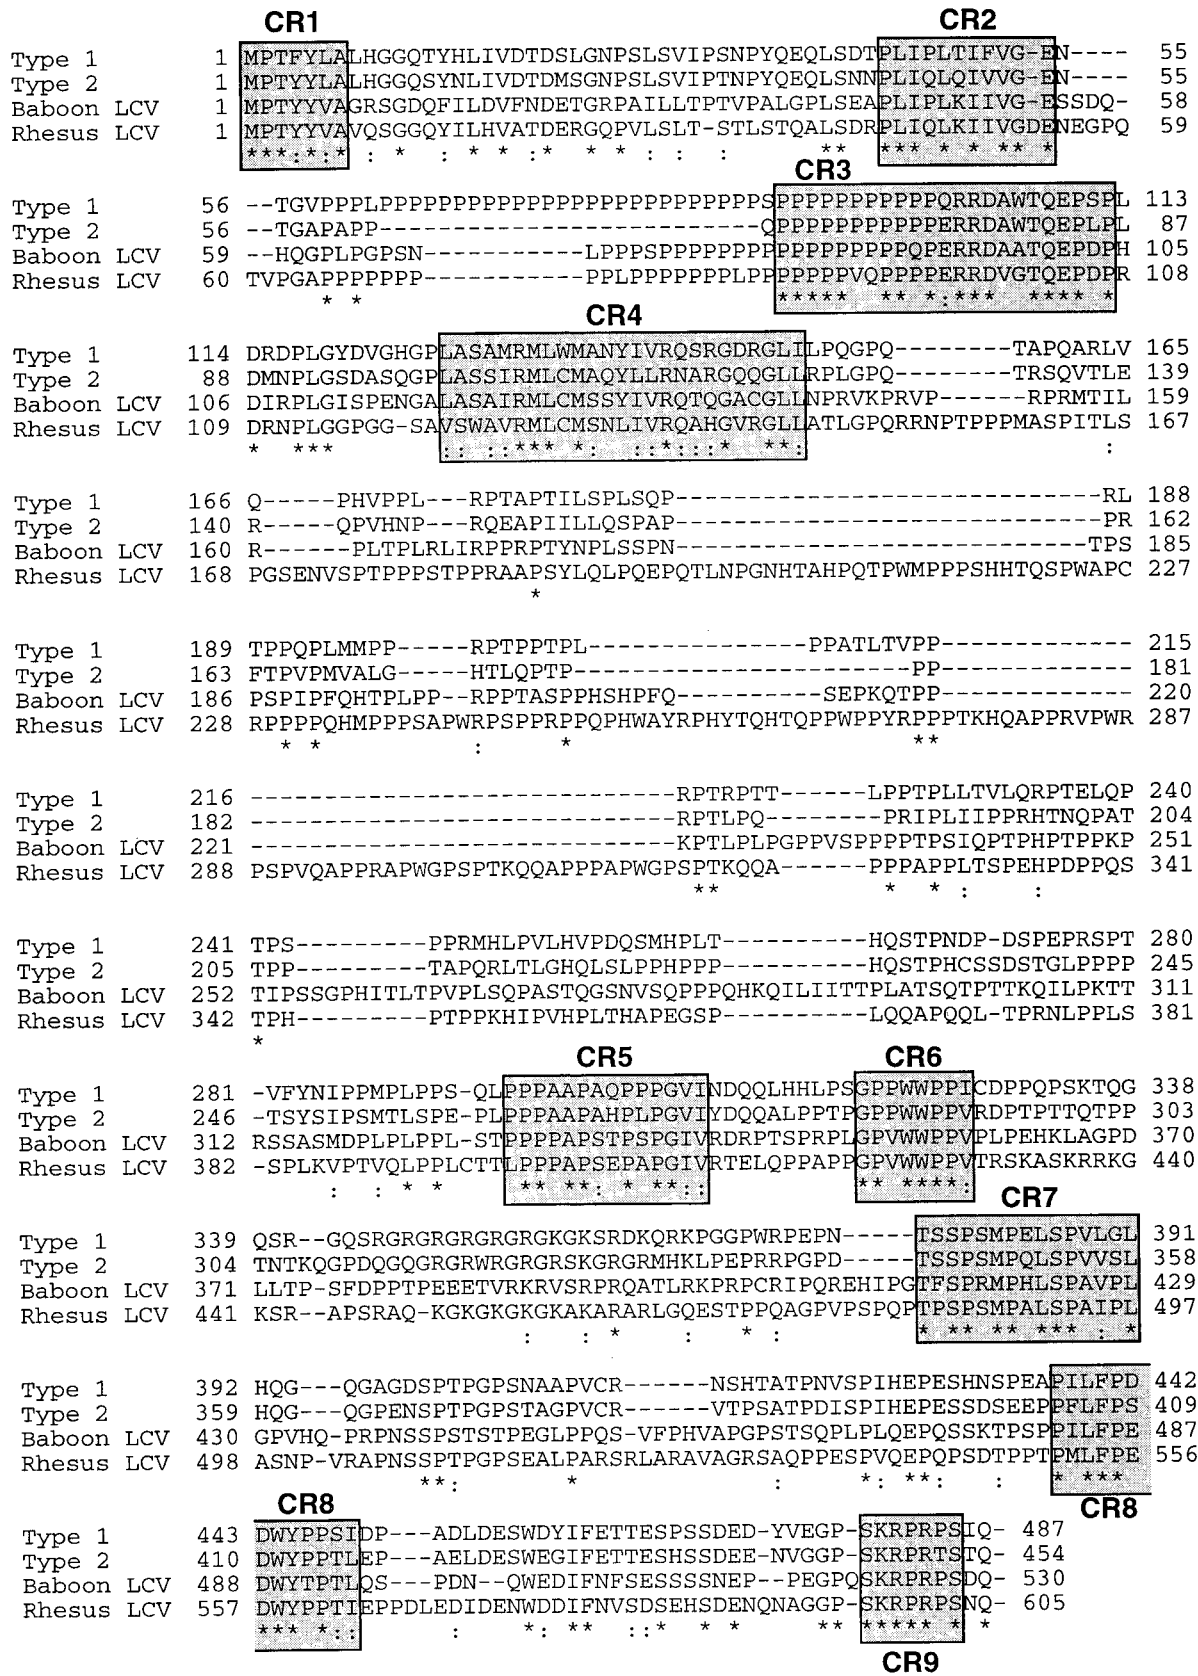 CR1 CR2
Type 1 1 MPTFYLALHGGQTYHLIVDTDSLGNPSLSVIPSNPYQEQLSDTPLIPLTIFVG-EN---- 55
Type 2 1 MPTYYLALHGGQSYNLIVDTDMSGNPSLSVIPTNPYQEQLSNNPLIQLQIVVG-EN---- 55
Baboon LCV 1 MPTYYVAGRSGDQFILDVFNDETGRPAILLTPTVPALGPLSEAPLIPLKIIVG-ESSDQ- 58
Rhesus LCV 1 MPTYYVAVQSGGQYILHVATDERGQPVLSLT-STLSTQALSDRPLIQLKIIVGDENEGPQ 59
***:*:* : * * * * * * : : : ** *** * * ** *
CR3
Type 1 56 --TGVPPPLPPPPPPPPPPPPPPPPPPPPPPPPPPSPPPPPPPPPPPQRRDAWTQEPSPL 113
Type 2 56 --TGAPAPP--------------------------QPPPPPPPPPPPERRDAWTQEPLPL 87
Baboon LCV 59 --HQGPLPGPSN-----------LPPPSPPPPPPPPPPPPPPPPPQPERRDAATQEPDPH 105
Rhesus LCV 60 TVPGAPPPPPPP-----------PPLPPPPPPPLPPPPPPPVQPPPPERRDVGTQEPDPR 108
* * ***** ** *:*** **** *
CR4
Type 1 114 DRDPLGYDVGHGPLASAMRMLWMANYIVRQSRGDRGLILPQGPQ--------TAPQARLV 165
Type 2 88 DMNPLGSDASQGPLASSIRMLCMAQYLLRNARGQQGLLRPLGPQ--------TRSQVTLE 139
Baboon LCV 106 DIRPLGISPENGALASAIRMLCMSSYIVRQTQGACGLLNPRVKPRVP-----RPRMTIL 159
Rhesus LCV 109 DRNPLGGPGG-SAVSWAVRMLCMSNLIVRQAHGVRGLLATLGPQRRNPTPPPMASPITLS 167
* *** :: ::*** *: ::*::* **: :
Type 1 166 Q-----PHVPPL---RPTAPTILSPLSQP-----------------------------RL 188
Type 2 140 R-----QPVHNP---RQEAPIILLQSPAP-----------------------------PR 162
Baboon LCV 160 R------PLTPLRLIRPPRPTYNPLSSPN----------------------------TPS 185
Rhesus LCV 168 PGSENVSPTPPPSTPPRAAPSYLQLPQEPQTLNPGNHTAHPQTPWMPPPPSHHTQSPWAPC 227
*
Type 1 189 TPPQPLMMPP-----RPTPPTPL---------------PPATLTVPP------------- 215
Type 2 163 FTPVPMVALG-----HTLQPTP-----------------------PP------------- 181
Baboon LCV 186 PSPIPFQHTPLPP--RPPTASPPHSHPFQ----------SEPKQTPP------------- 220
Rhesus LCV 228 RPPPPQHMPPPPSAPWRPSPPRPPQPHWAYRPHYTQHTQPPWPPYRPPPTKHQAPPRVPWR 287
* * : * **
Type 1 216 -----------------------------RPTRPTT-------LPPTPLLTVLQRPTELQP 240
Type 2 182 -----------------------------RPTLPQ--------PRIPLIIPPRHTNQPAT 204
Baboon LCV 221 -----------------------------KPTLPLPGPPVSPPPPTPSIQPTPHPTPPKP 251
Rhesus LCV 288 PSPVQAPPRAPWGPSPTKQQAPPPAPWGPSPTKQQA------PPPAPPLTSPEHPDPPQS 341
** * * : :
Type 1 241 TPS---------PPRMHLPVLHVPDQSMHPLT----------HQSTPNDP-DSPEPRSPT 280
Type 2 205 TPP---------TAPQRLTLGHQLSLPPHPPP----------HQSTPHCSSDSTGLPPPP 245
Baboon LCV 252 TIPSSGPHITLTPVPLSQPASTQGSNVSQPPPQHKQILIITTPLATSQTPTTKQILPKTT 311
Rhesus LCV 342 TPH---------PTPPKHIPVHPLTHAPEGSP----------LQQAPQQL-TPRNLPPLS 381
*
CR5 CR6
Type 1 281 -VFYNIPPMPLPPS-QLPPPAAPAQPPPGVINDQQLHHLPSGPPWWPPICDPPQPSKTQG 338
Type 2 246 -TSYSIPSMTLSPE-PLPPPAAPAHPLPGVIYDQQALPPTPGPPWWPPVRDPTPTTQTPP 303
Baboon LCV 312 RSSASMDPLPLPPL-STPPPPAPSTPSPGIVRDRPTSPRPLGPVWWPPVPLPEHKLAGPD 370
Rhesus LCV 382 -SPLKVPTVQLPPLCTTLPPPAPSEPAPGIVRTELQPPAPPGPVWWPPVTRSKASKRRKG 440
: : * * ** **: * **:: ** ****:
CR7
Type 1 339 QSR--GQSRGRGRGRGRGRGKGKSRDKQRKPGGPWRPEPN-----TSSPSMPELSPVLGL 391
Type 2 304 TNTKQGPDQGQGRGRWRGRGRSKGRGRMHKLPEPRRPGPD-----TSSPSMPQLSPVVSL 358
Baboon LCV 371 LLTP-SFDPPTPEEETVRKRVSRPRQATLRKPRPCRIPQREHIPGTFSPRMPHLSPAVPL 429
Rhesus LCV 441 KSR--APSRAQ-KGKGKGKGKAKARARLGQESTPPQAGPVPSPQPTPSPSMPALSPAIPL 497
: : * : * : * ** ** *** : *
Type 1 392 HQG---QGAGDSPTPGPSNAAPVCR------NSHTATPNVSPIHEPESHNSPEAPILFPD 442
Type 2 359 HQG---QGPENSPTPGPSTAGPVCR------VTPSATPDISPIHEPESSDSEEPPFLFPS 409
Baboon LCV 430 GPVHQ-PRPNSSPSTSTPEGLPPQS-VFPHVAPGPSTSQPLPLQEPQSSKTPSPPILFPE 487
Rhesus LCV 498 ASNP-VRAPNSSPTPGPSEALPARSRLARAVAGRSAQPPESPVQEPQPSDTPPTPMLFPE 556
**: * : *: ** : * ***
CR8 CR8
Type 1 443 DWYPPSIDP---ADLDESWDYIFETTESPSSDED-YVEGP-SKRPRPSIQ- 487
Type 2 410 DWYPPTLEP---AELDESWEGIFETTESHSSDEE-NVGGP-SKRPRTSTQ- 454
Baboon LCV 488 DWYTPTLQS---PDN--QWEDIFNFSESSSSNEP--PEGPQSKRPRPSDQ- 530
Rhesus LCV 557 DWYPPTIEPPDLEDIDENWDDIFNVSDSEHSDENQNAGGP-SKRPRPSNQ- 605
*** *:: : *: ** ::* * * ** ***** * *
CR9